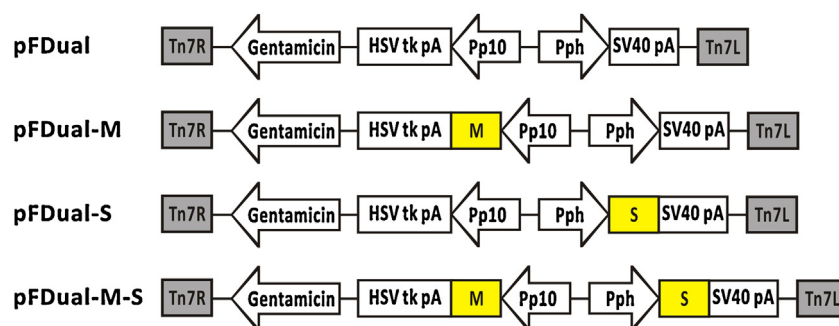 pFDual Tn7R Gentamicin HSV tk pA Pp10 Pph SV40 pA Tn7L
pFDual-M Tn7R Gentamicin HSV tk pA M Pp10 Pph SV40 pA Tn7L
pFDual-S Tn7R Gentamicin HSV tk pA Pp10 Pph S SV40 pA Tn7L
pFDual-M-S Tn7R Gentamicin HSV tk pA M Pp10 Pph S SV40 pA Tn7L